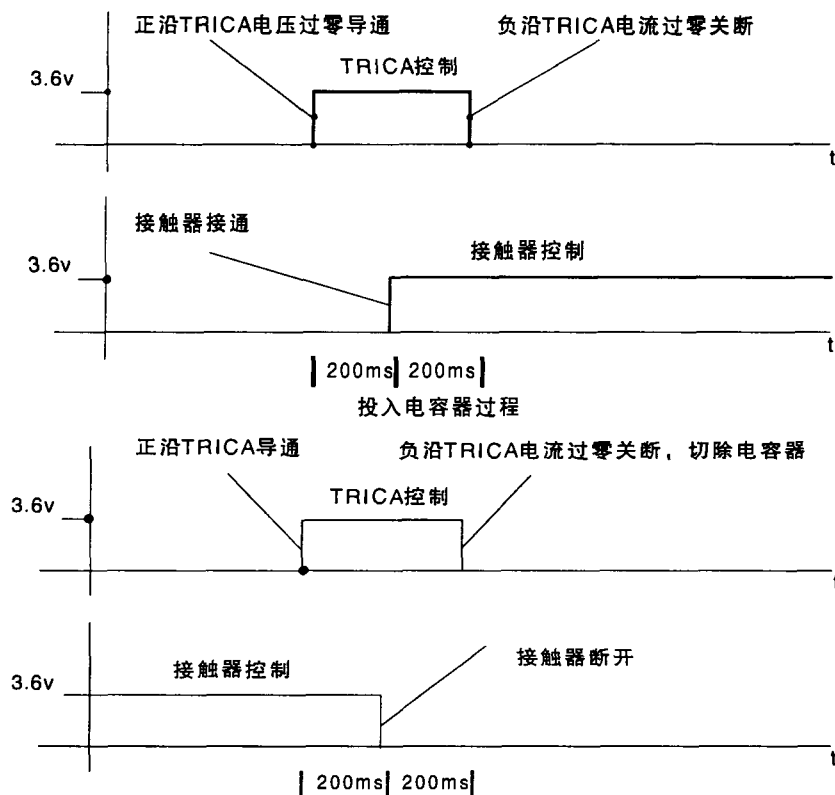 正沿TRICA电压过零导通
负沿TRICA电流过零关断
TRICA控制
3.6v
t
接触器接通
接触器控制
3.6v
t
200ms 200ms
投入电容器过程
正沿TRICA导通
负沿TRICA电流过零关断，切除电容器
TRICA控制
3.6v
t
接触器控制
接触器断开
3.6v
t
200ms 200ms